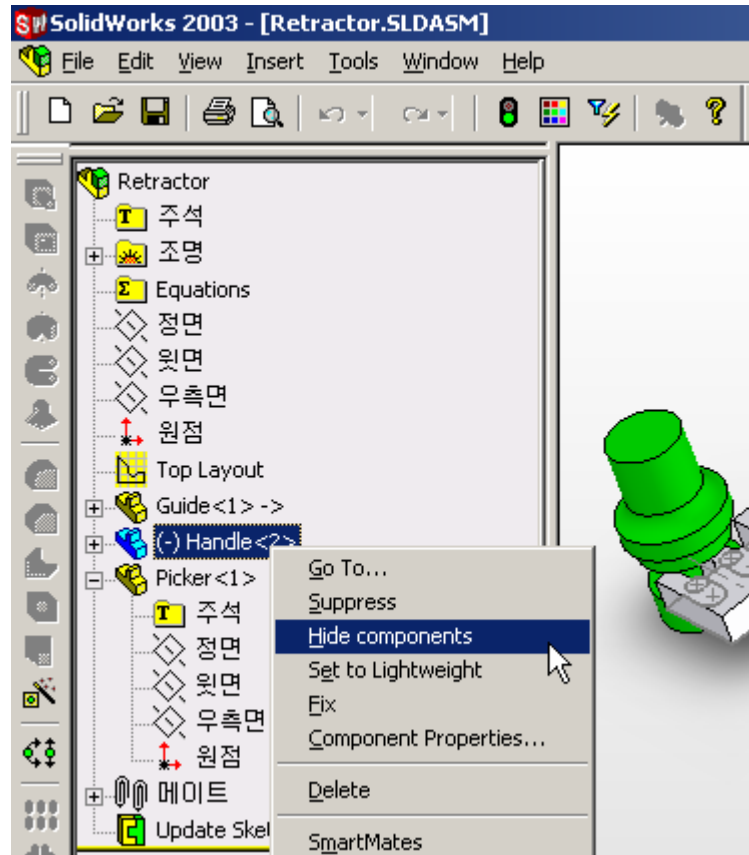 SolidWorks 2003 - [Retractor.SLDASM]
File Edit View Insert Tools Window Help
Retractor
주석
조명
Equations
정면
윗면
우측면
원점
Top Layout
Guide<1> ->
(-) Handle<2>
Picker<1>
주석
정면
윗면
우측면
원점
메이트
Update Sket
Go To...
Suppress
Hide components
Set to Lightweight
Fix
Component Properties...
Delete
SmartMates